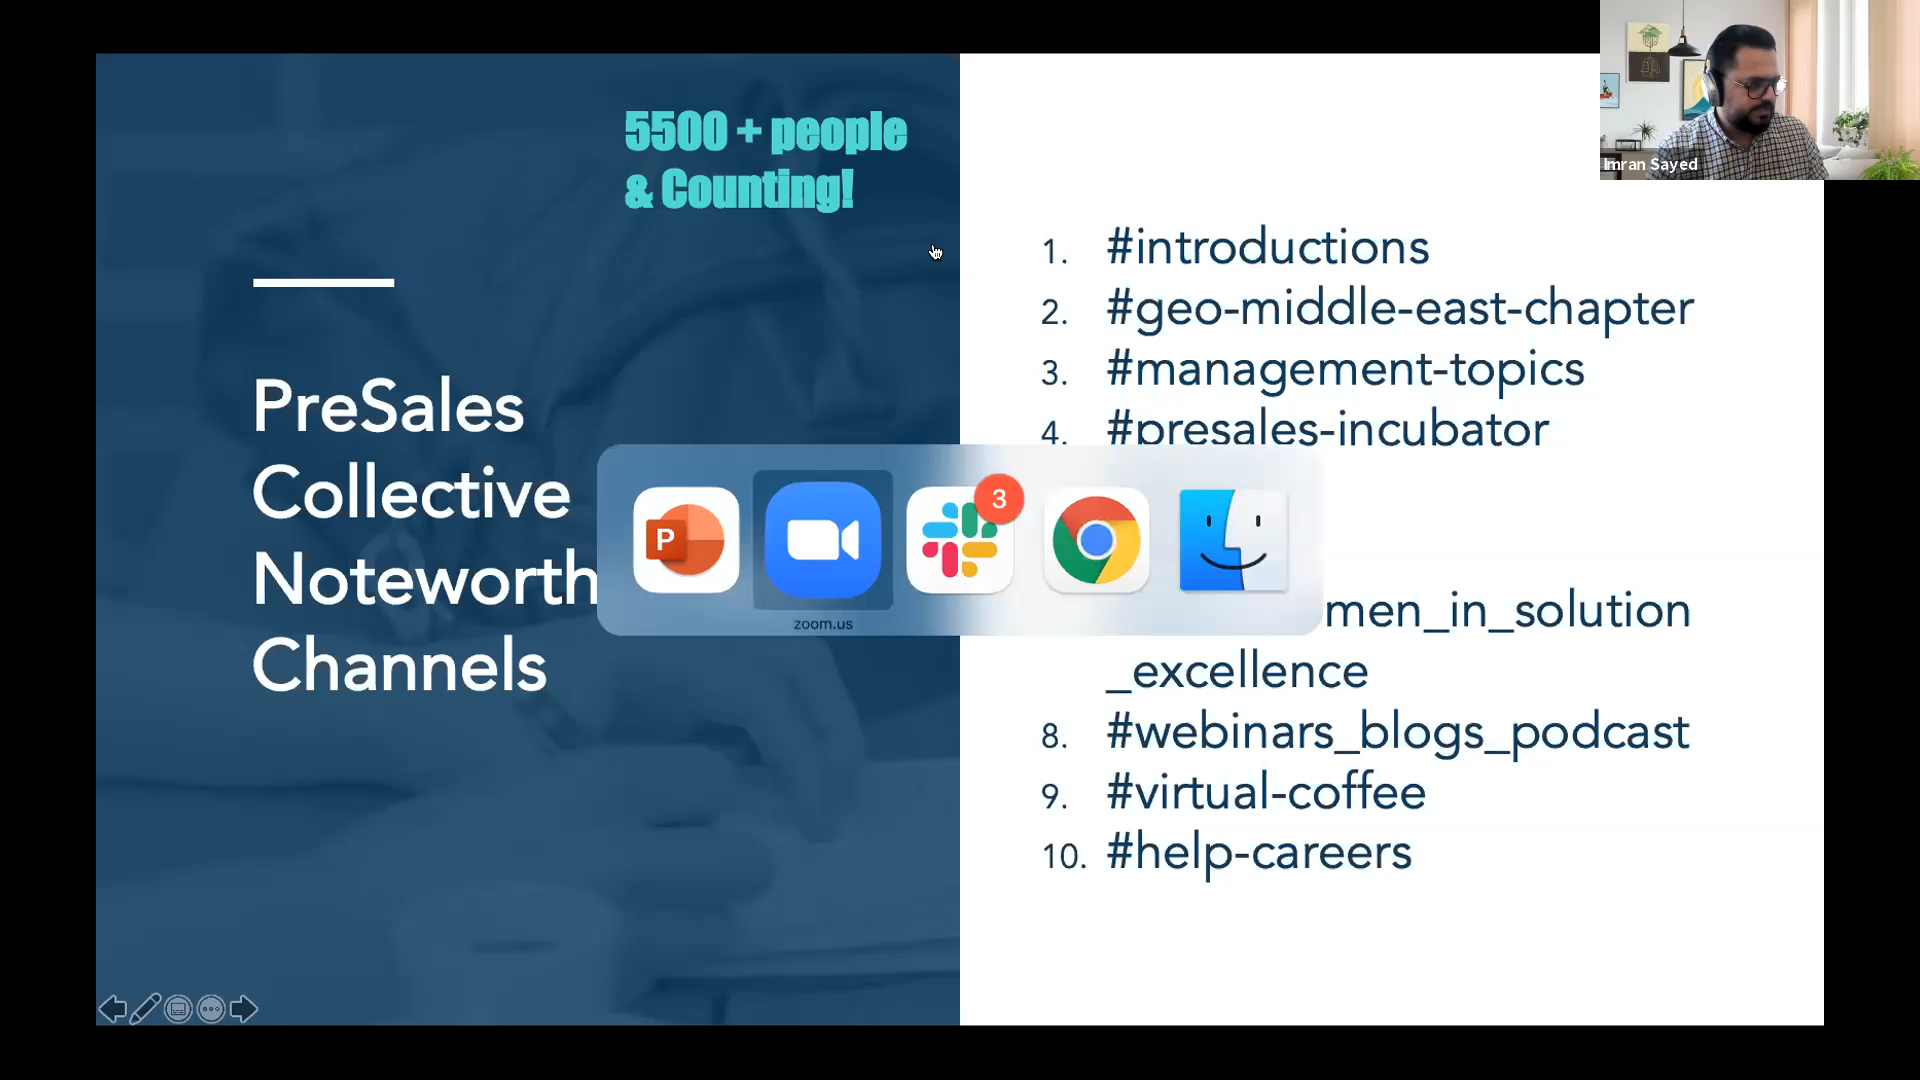 5500 + people
& Counting!
PreSales
Collective
Noteworth
Channels
Imran Sayed
1. #introductions
2. #geo-middle-east-chapter
3. #management-topics
4. #presales-incubator
P
3
zoom.us
men_in_solution
_excellence
8. #webinars_blogs_podcast
9. #virtual-coffee
10. #help-careers